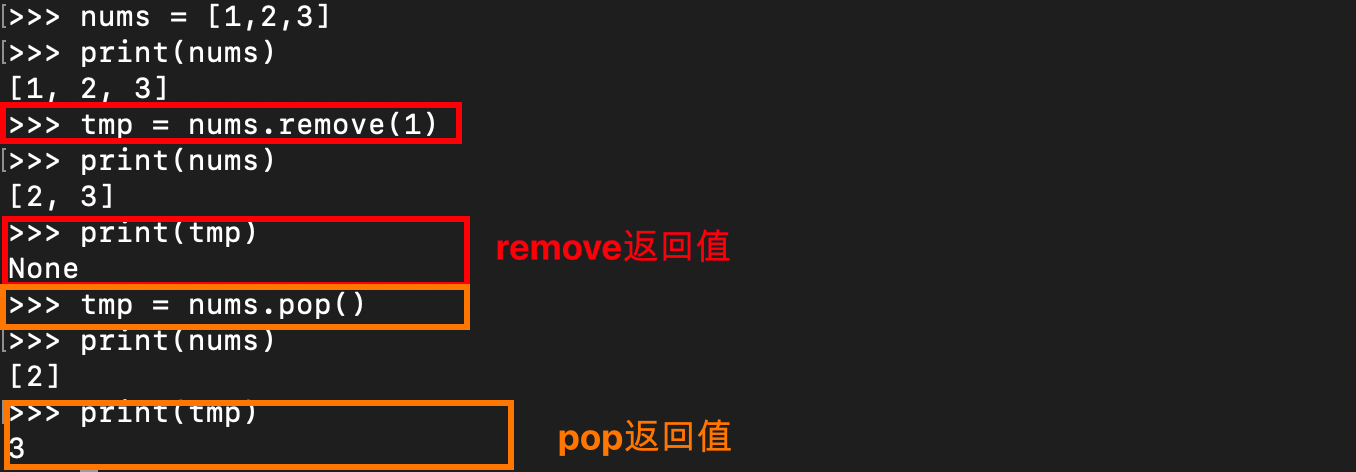 >>> nums = [1,2,3]
>>> print(nums)
[1, 2, 3]
>>> tmp = nums.remove(1)
>>> print(nums)
[2, 3]
>>> print(tmp)
remove返回值
None
>>> tmp = nums.pop()
>>> print(nums)
[2]
>>> print(tmp)
pop返回值
3